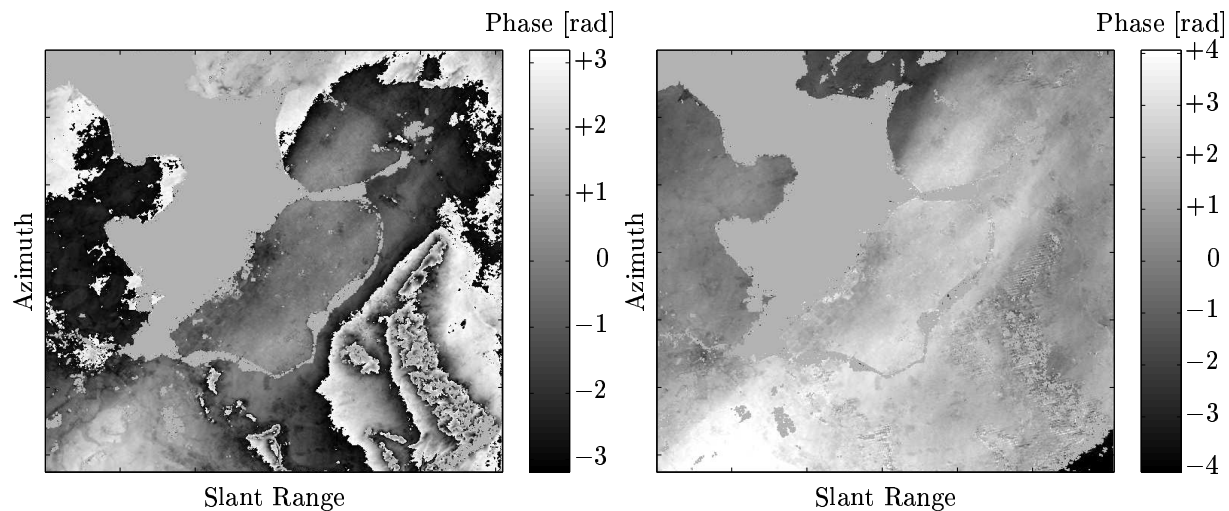 Phase [rad]
+3
+2
+1
0
−1
−2
−3
Azimuth
Slant Range
Phase [rad]
+4
+3
+2
+1
0
−1
−2
−3
−4
Azimuth
Slant Range